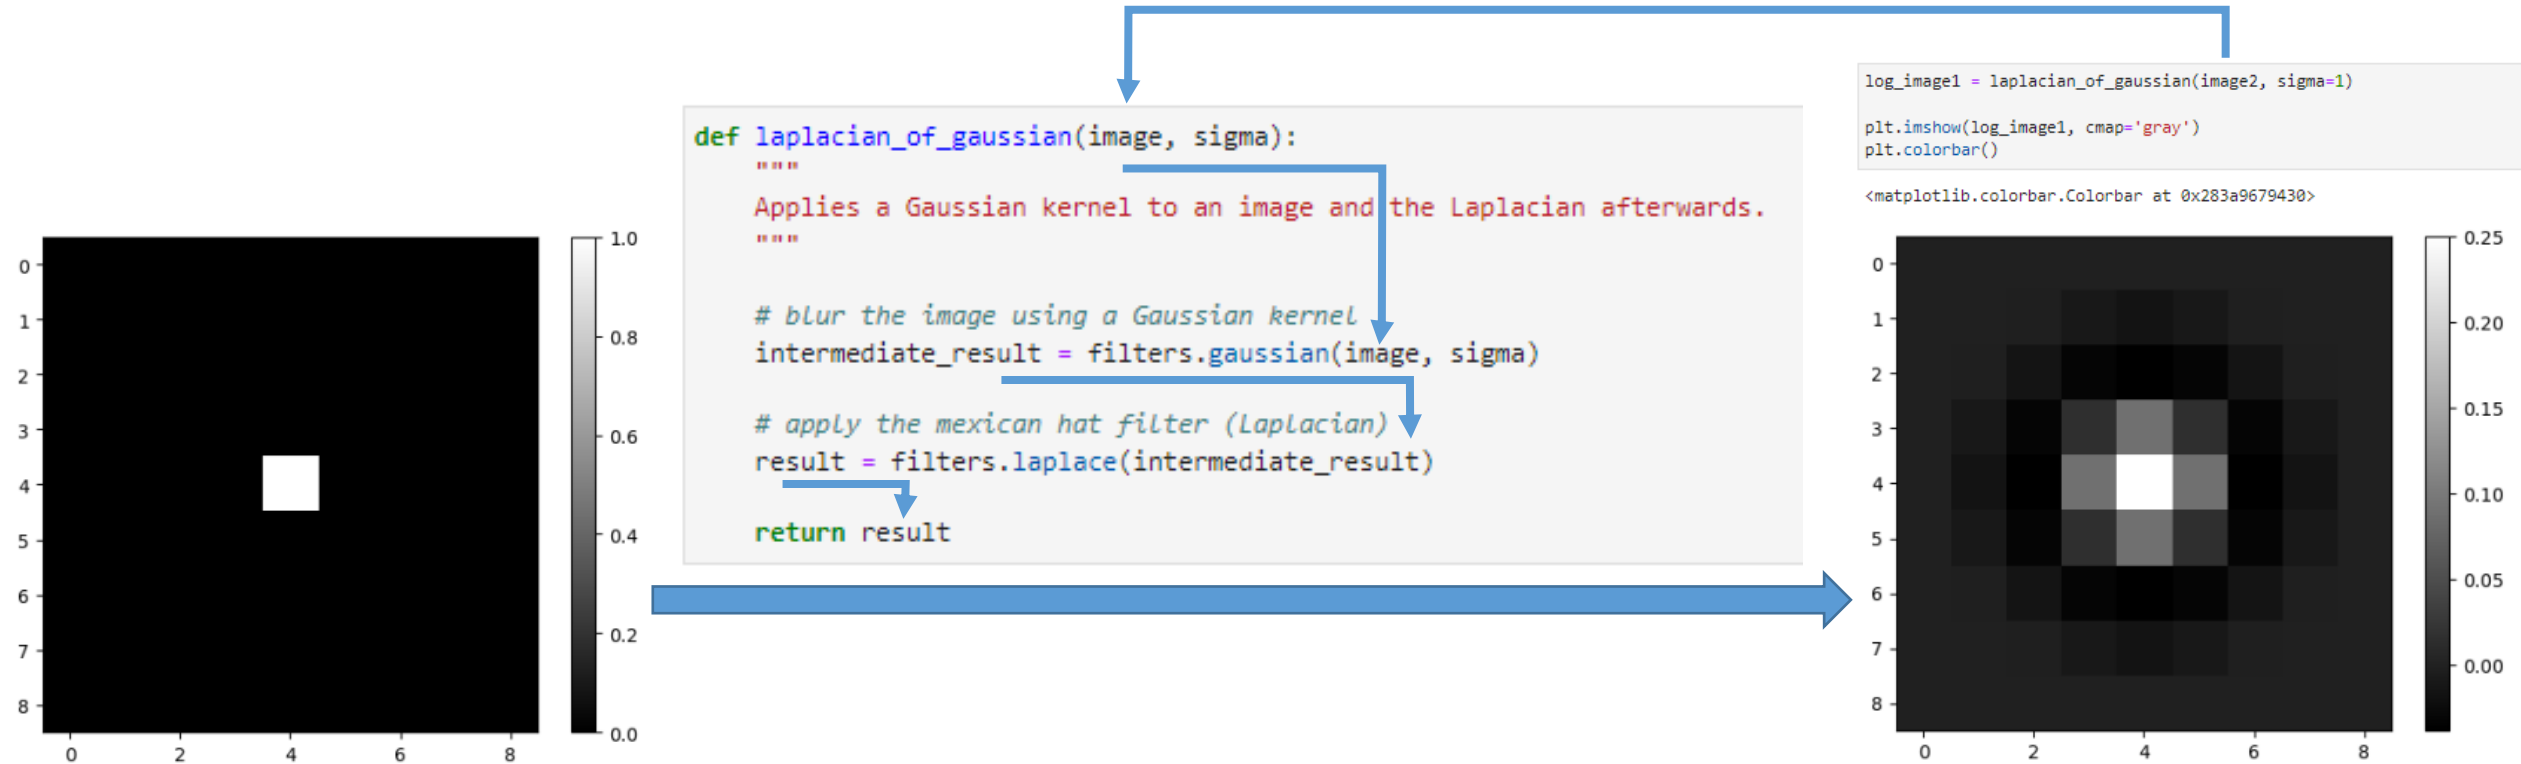 log_image1 = laplacian_of_gaussian(image2, sigma=1)
plt.imshow(log_image1, cmap='gray')
plt.colorbar()
<matplotlib.colorbar.Colorbar at 0x283a9679430>
def laplacian_of_gaussian(image, sigma):
"""
Applies a Gaussian kernel to an image and the Laplacian afterwards.
"""
# blur the image using a Gaussian kernel
intermediate_result = filters.gaussian(image, sigma)
# apply the mexican hat filter (Laplacian)
result = filters.laplace(intermediate_result)
return result
0
1
2
3
4
5
6
7
8
0 2 4 6 8
1.0
0.8
0.6
0.4
0.2
0.0
0
1
2
3
4
5
6
7
8
0 2 4 6 8
0.25
0.20
0.15
0.10
0.05
0.00